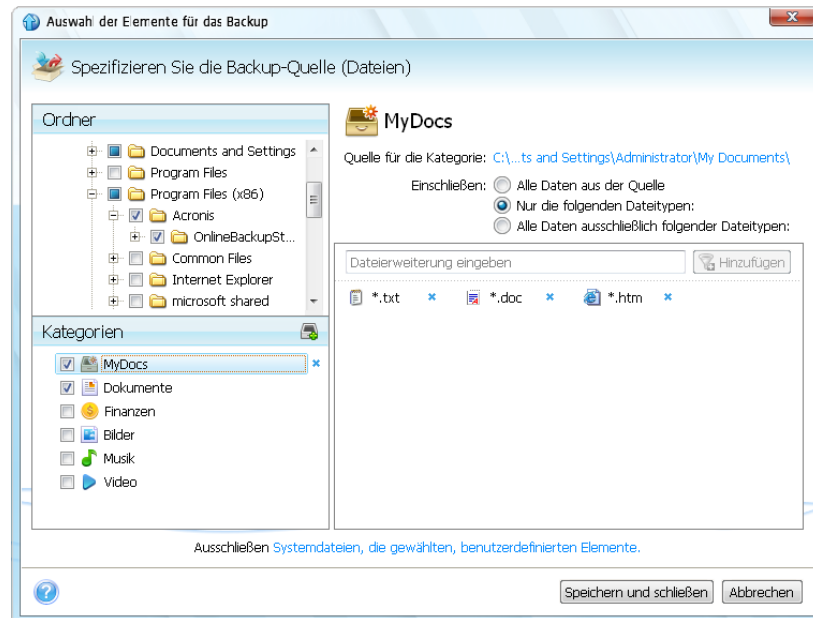 Auswahl der Elemente für das Backup
Spezifizieren Sie die Backup-Quelle (Dateien)
Ordner
Documents and Settings
Program Files
Program Files (x86)
Acronis
OnlineBackupSt...
Common Files
Internet Explorer
microsoft shared
Kategorien
MyDocs
Dokumente
Finanzen
Bilder
Musik
Video
MyDocs
Quelle für die Kategorie: C:\...ts and Settings\Administrator\My Documents\
Einschließen: Alle Daten aus der Quelle
Nur die folgenden Dateitypen:
Alle Daten ausschließlich folgender Dateitypen:
Dateierweiterung eingeben Hinzufügen
*.txt *.doc *.htm
Ausschließen Systemdateien, die gewählten, benutzerdefinierten Elemente.
Speichern und schließen Abbrechen